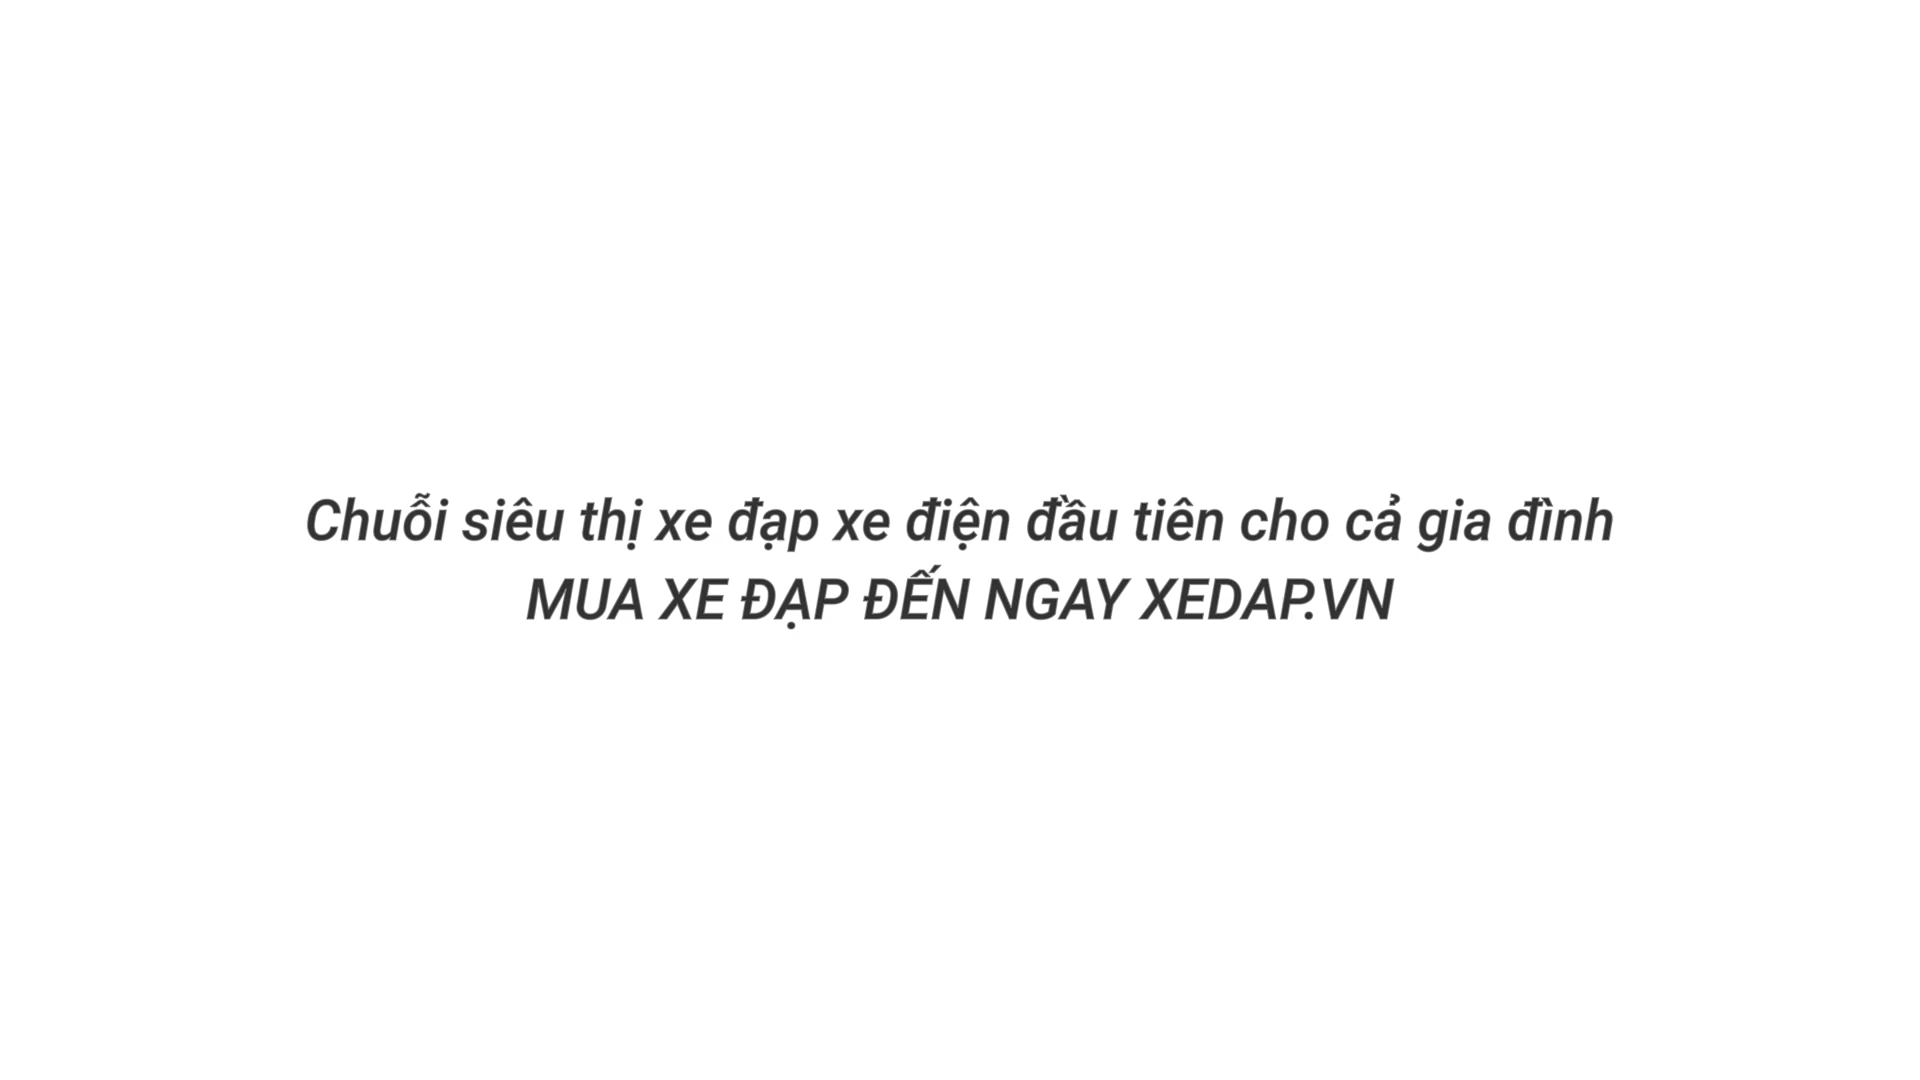 Chuỗi siêu thị xe đạp xe điện đầu tiên cho cả gia đình
MUA XE ĐẠP ĐẾN NGAY XEDAP.VN